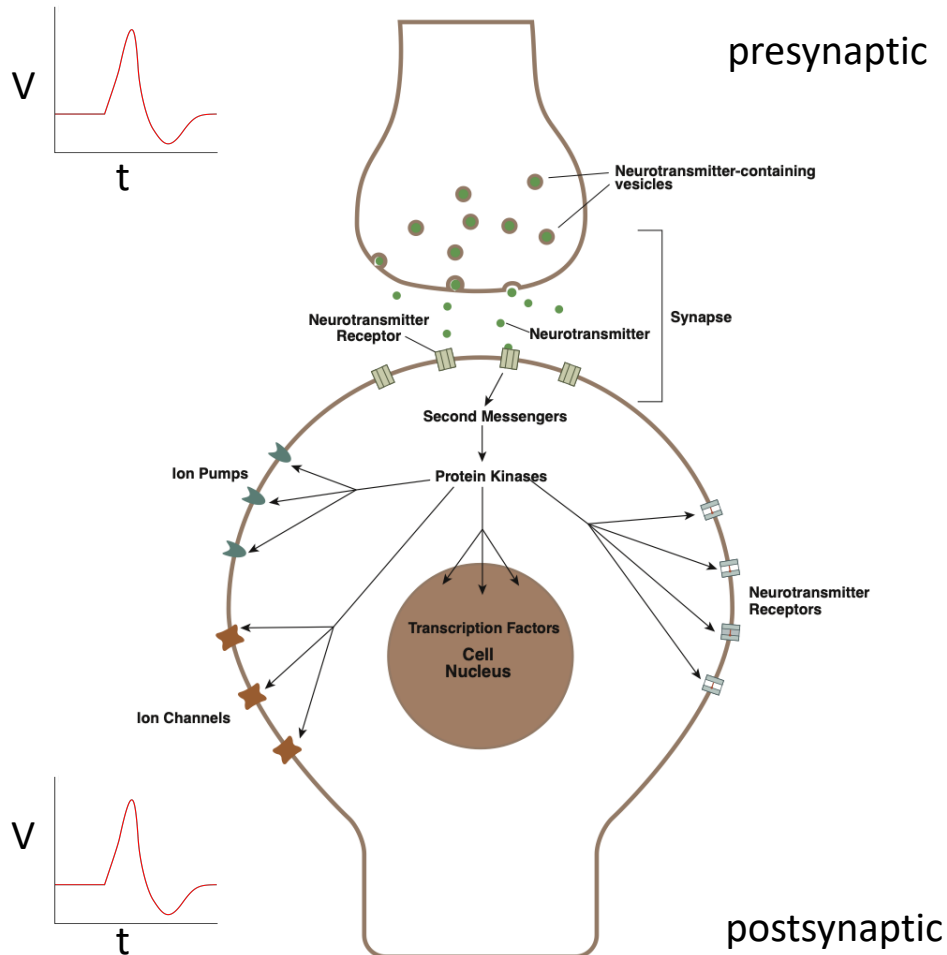 presynaptic
V
t
Neurotransmitter-containing
vesicles
Synapse
Neurotransmitter
Receptor
Neurotransmitter
Second Messengers
Ion Pumps
Protein Kinases
Neurotransmitter
Receptors
Transcription Factors
Cell
Nucleus
Ion Channels
V
t
postsynaptic